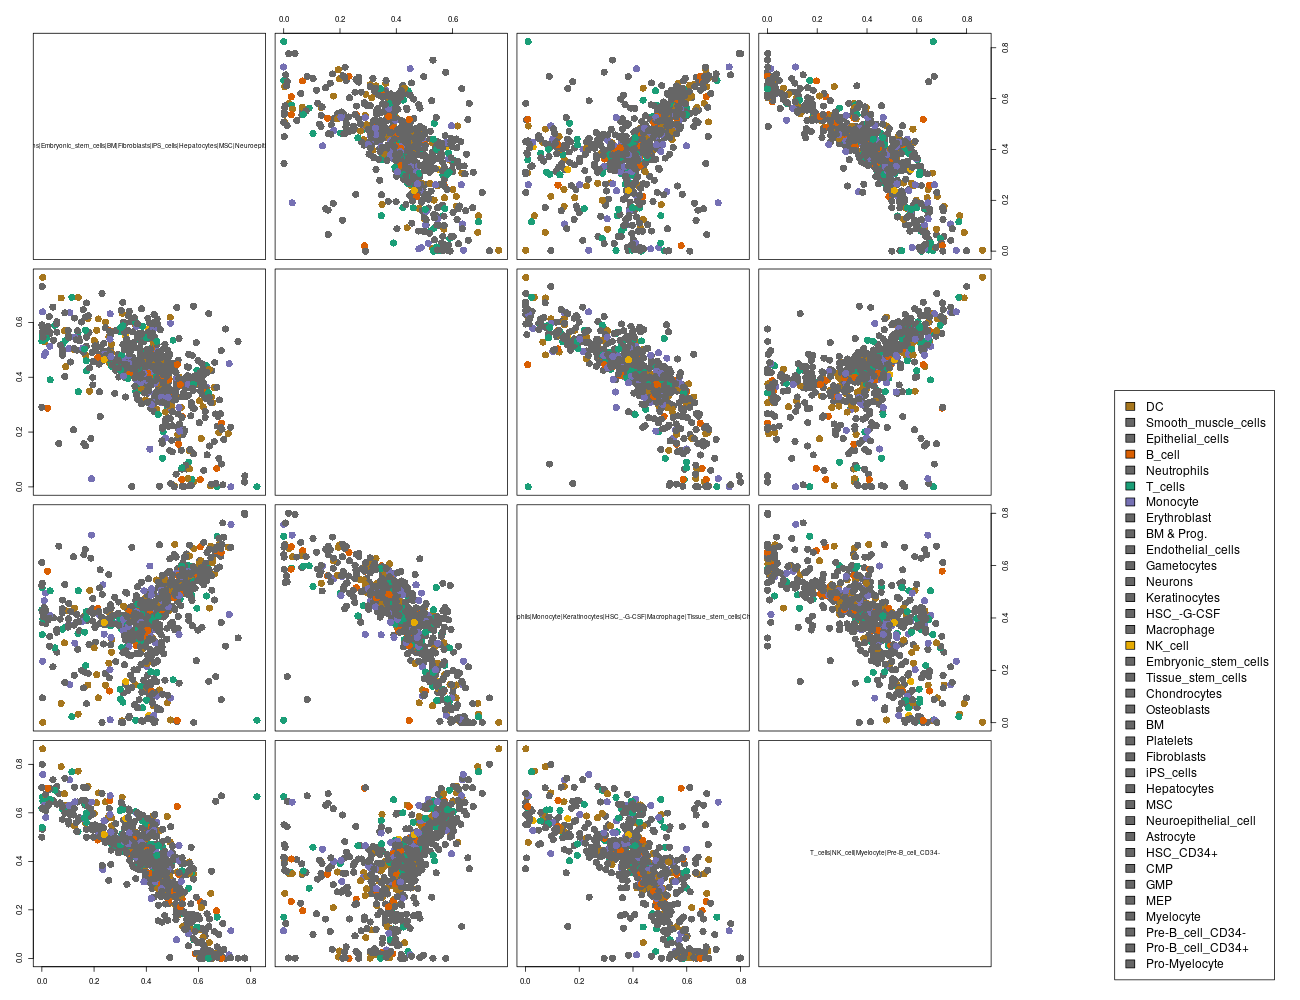 0.0 0.2 0.4 0.6
0.0 0.2 0.4 0.6 0.8
s|Embryonic_stem_cells|BM|Fibroblasts|iPS_cells|Hepatocytes|MSC|Neuroepit
0.0 0.2 0.4 0.6 0.8
0.0 0.2 0.4 0.6
phils|Monocyte|Keratinocytes|HSC_-G-CSF|Macrophage|Tissue_stem_cells|Ch
0.0 0.2 0.4 0.6 0.8
T_cells|NK_cell|Myelocyte|Pre-B_cell_CD34-
0.0 0.2 0.4 0.6 0.8
0.0 0.2 0.4 0.6 0.8
0.0 0.2 0.4 0.6 0.8
DC
Smooth_muscle_cells
Epithelial_cells
B_cell
Neutrophils
T_cells
Monocyte
Erythroblast
BM & Prog.
Endothelial_cells
Gametocytes
Neurons
Keratinocytes
HSC_-G-CSF
Macrophage
NK_cell
Embryonic_stem_cells
Tissue_stem_cells
Chondrocytes
Osteoblasts
BM
Platelets
Fibroblasts
iPS_cells
Hepatocytes
MSC
Neuroepithelial_cell
Astrocyte
HSC_CD34+
CMP
GMP
MEP
Myelocyte
Pre-B_cell_CD34-
Pro-B_cell_CD34+
Pro-Myelocyte